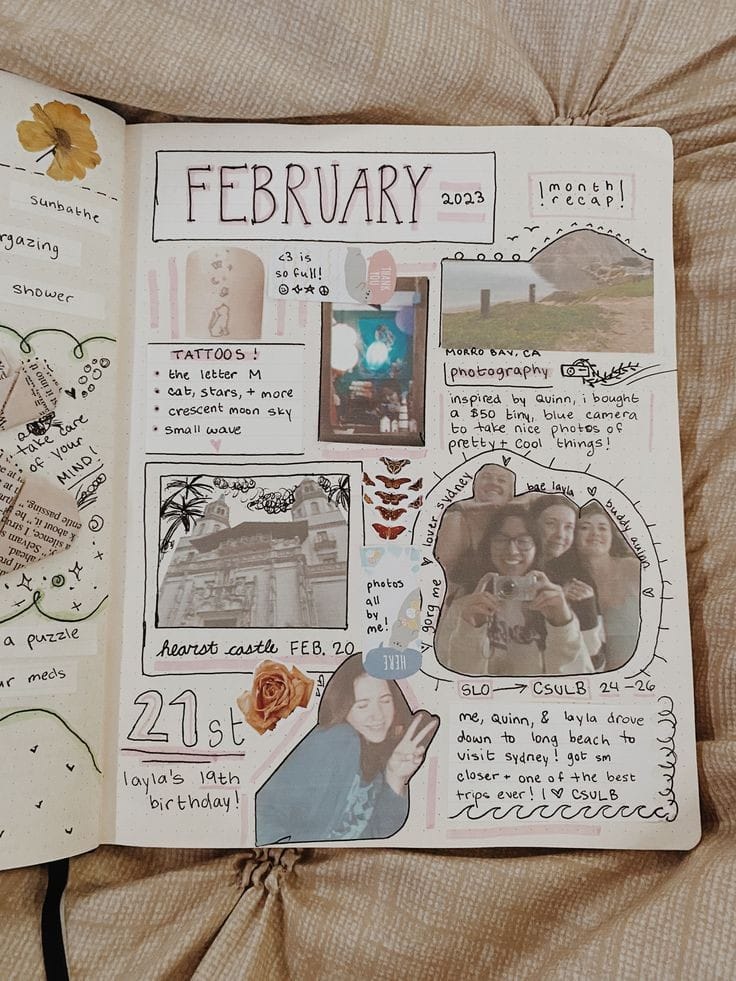 sunbathe
shower
take care
of your
MIND!
a puzzle
meds
FEBRUARY 2023
!month
recap!
<3 is
so full!
THANK
YOU
TATTOOS!
• the letter M
• cat, stars, + more
• crescent moon sky
• small wave
MORRO BAY, CA
photography
inspired by Quinn, i bought
a $50 tiny, blue camera
to take nice photos of
pretty + cool things!
hearst castle FEB. 20
photos
all
by
me!
HERE
gorg me
lover sydney
bae layla
buddy quinn
SLO → CSULB 24-26
me, Quinn, & layla drove
down to long beach to
visit sydney! got sm
closer + one of the best
trips ever! I ♡ CSULB
21st
layla's 19th
birthday!